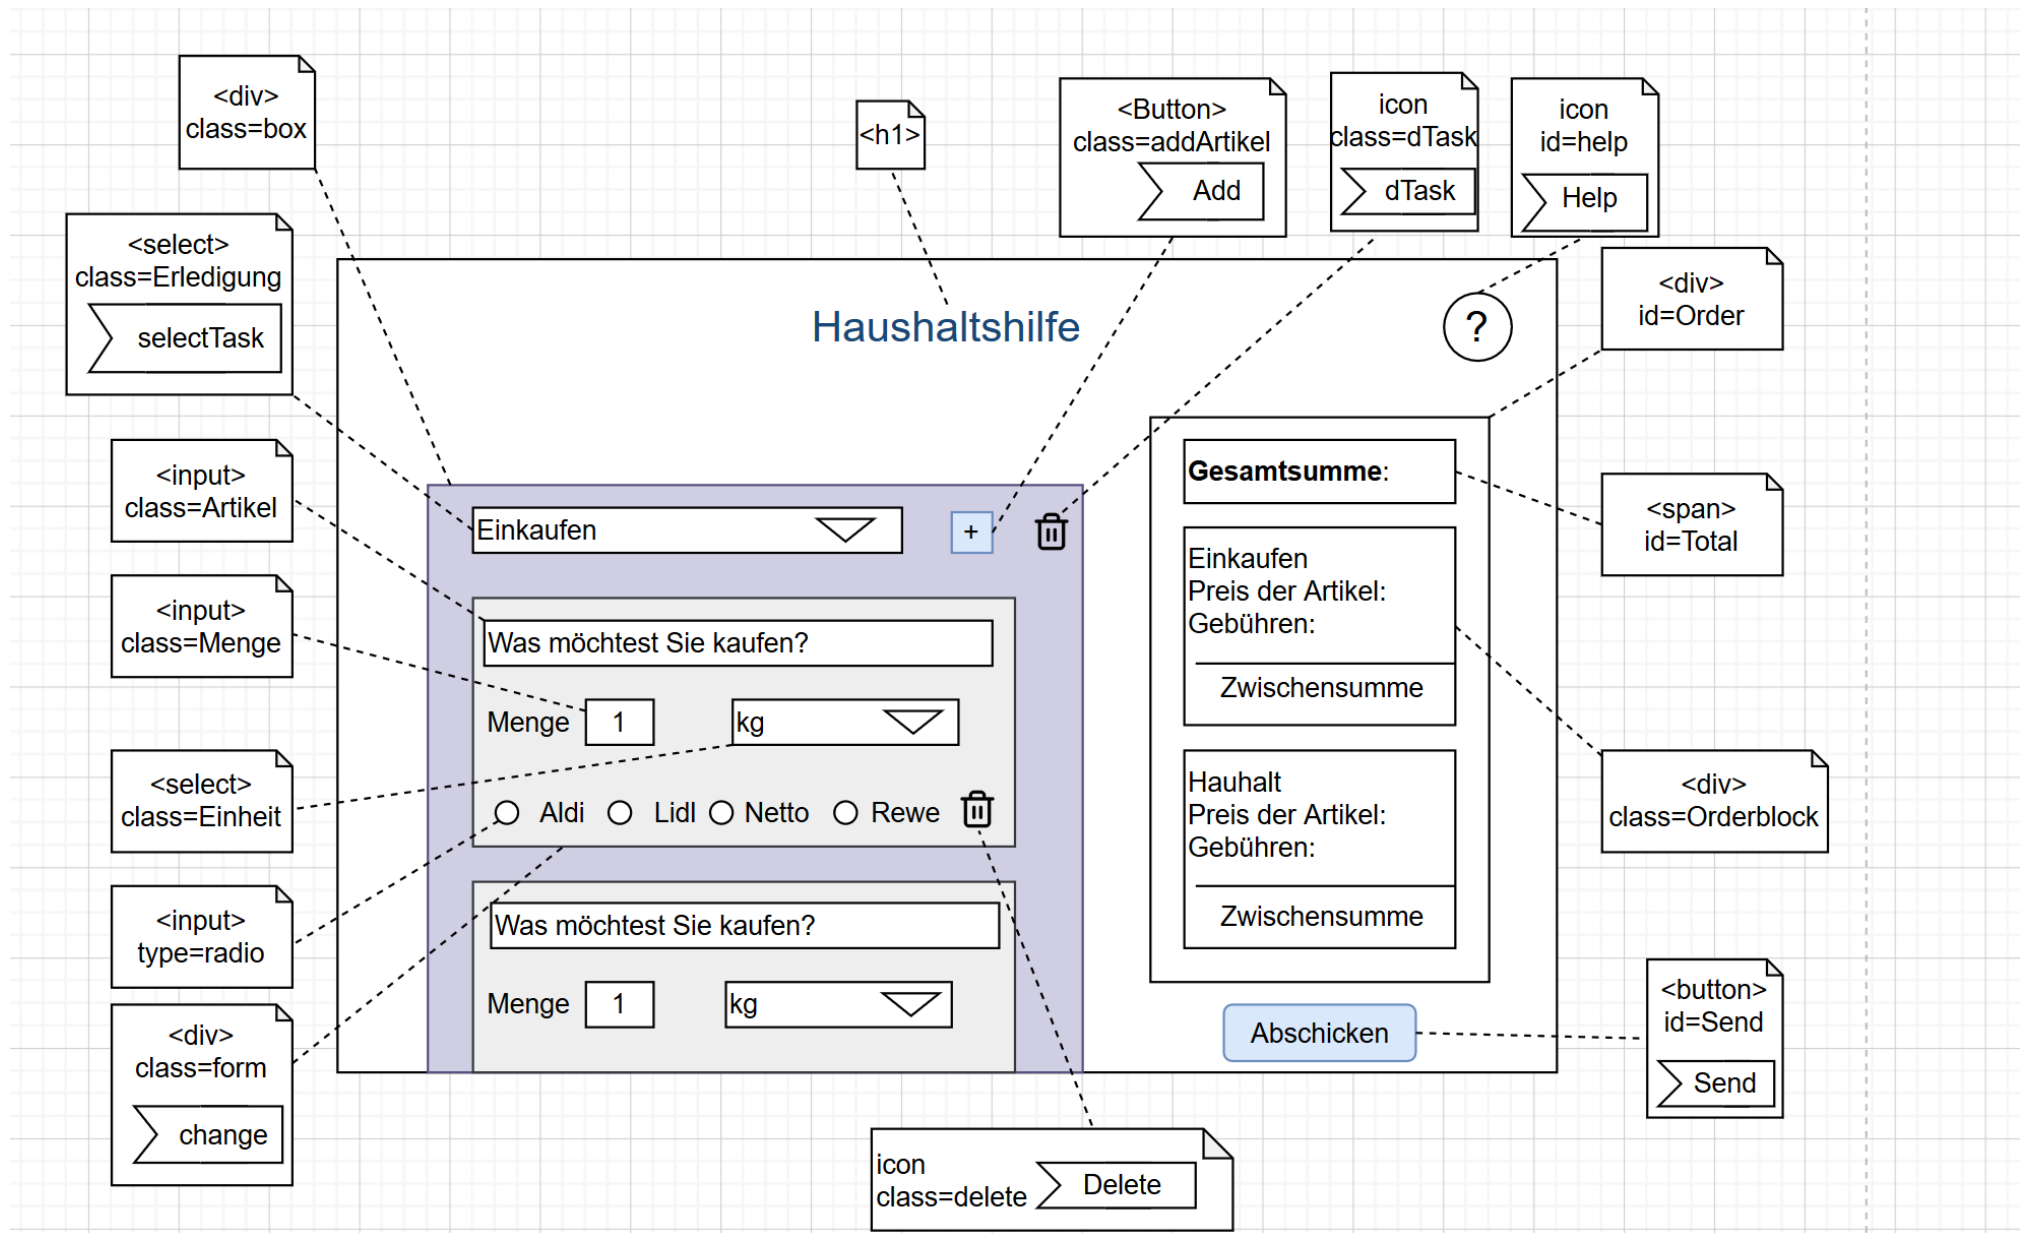 <div>
class=box
<h1>
<Button>
class=addArtikel
Add
icon
class=dTask
dTask
icon
id=help
Help
<select>
class=Erledigung
selectTask
<div>
id=Order
Haushaltshilfe
?
<input>
class=Artikel
Gesamtsumme:
<span>
id=Total
Einkaufen
+
Einkaufen
Preis der Artikel:
Gebühren:
Zwischensumme
<input>
class=Menge
Was möchtest Sie kaufen?
Menge
1
kg
<select>
class=Einheit
Aldi
Lidl
Netto
Rewe
Hauhalt
Preis der Artikel:
Gebühren:
Zwischensumme
<div>
class=Orderblock
<input>
type=radio
Was möchtest Sie kaufen?
Menge
1
kg
<div>
class=form
change
Abschicken
<button>
id=Send
Send
icon
class=delete
Delete